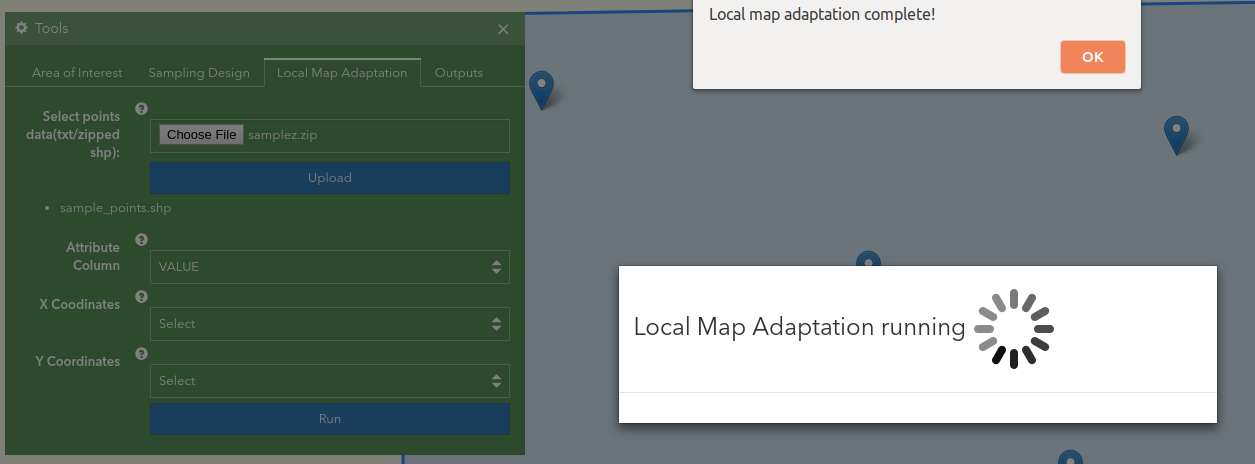 Local map adaptation complete!
OK
Tools
Area of Interest
Sampling Design
Local Map Adaptation
Outputs
Select points
data(txt/zipped
shp):
?
Choose File samplez.zip
Upload
sample_points.shp
Attribute
Column
?
VALUE
X Coodinates
?
Select
Y Coordinates
?
Select
Run
Local Map Adaptation running